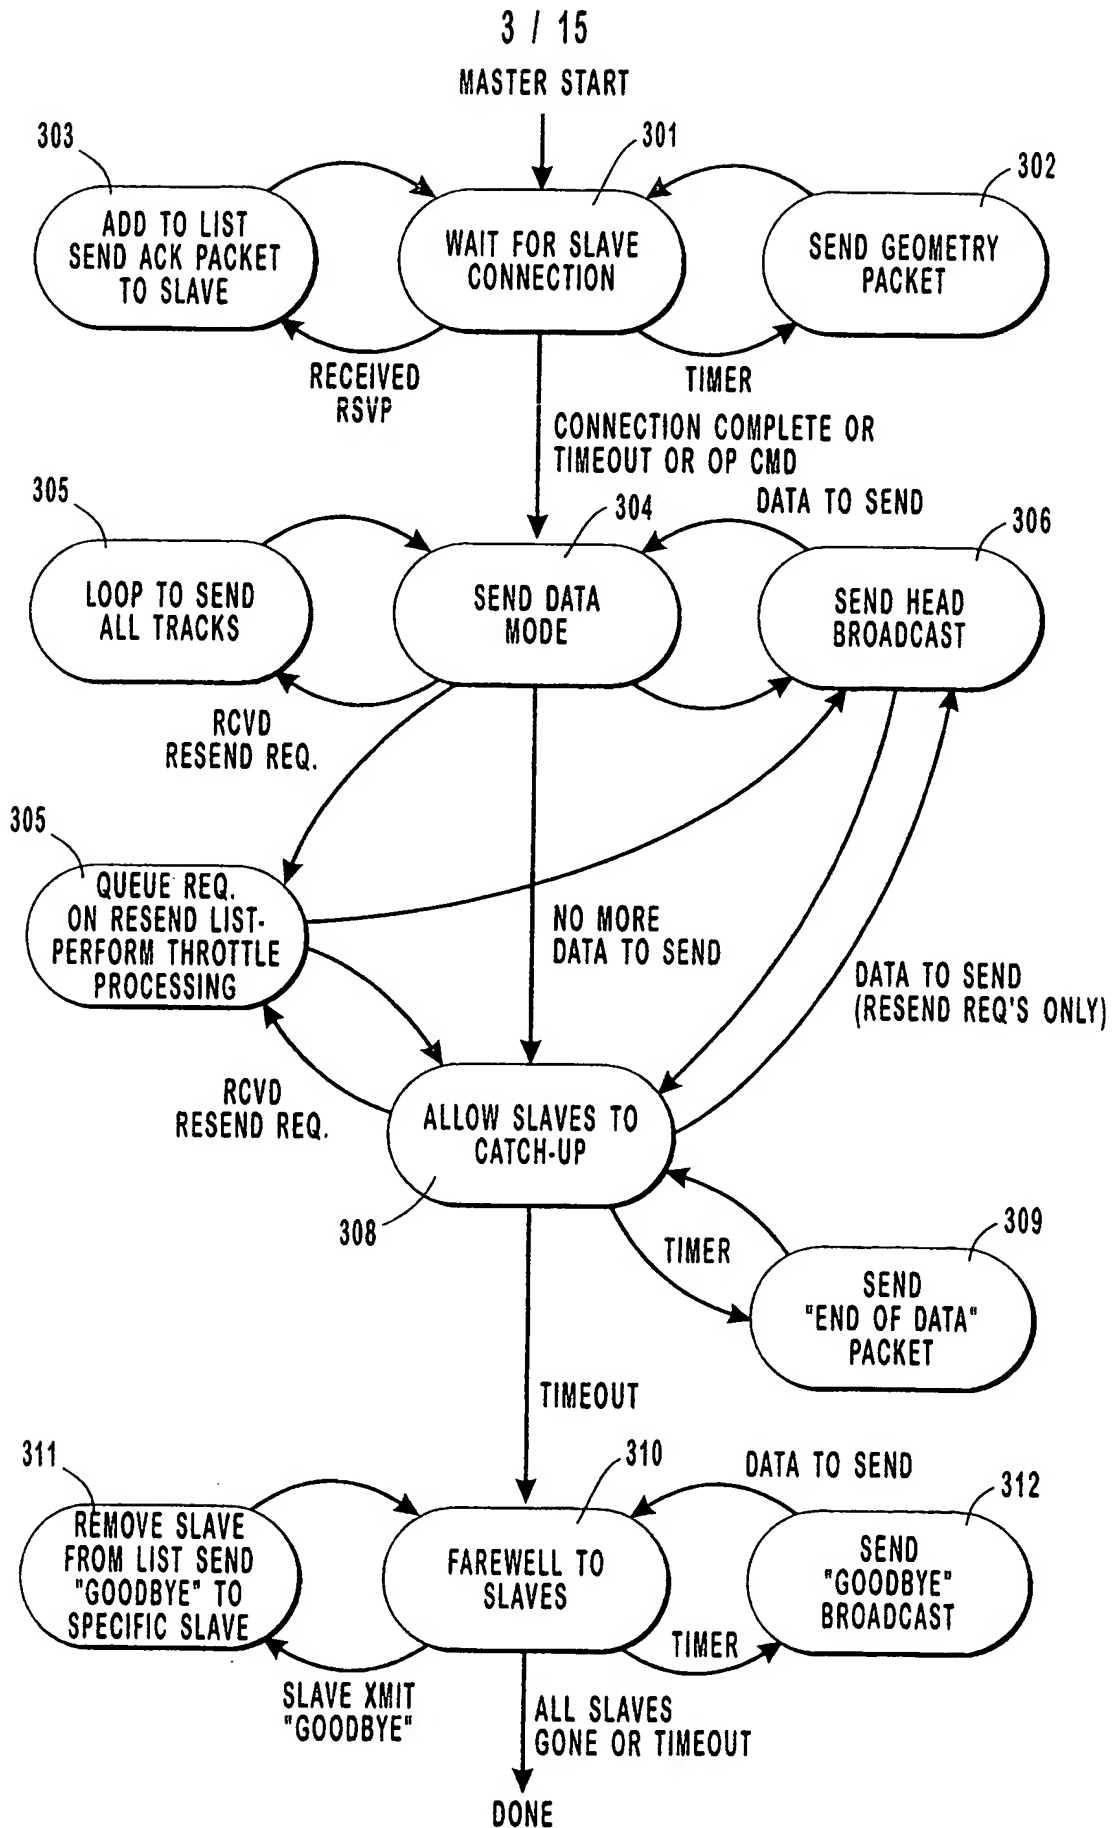 3 / 15
MASTER START
303
301
302
ADD TO LIST
SEND ACK PACKET
TO SLAVE
WAIT FOR SLAVE
CONNECTION
SEND GEOMETRY
PACKET
RECEIVED
RSVP
TIMER
CONNECTION COMPLETE OR
TIMEOUT OR OP CMD
305
304
DATA TO SEND
306
LOOP TO SEND
ALL TRACKS
SEND DATA
MODE
SEND HEAD
BROADCAST
RCVD
RESEND REQ.
305
QUEUE REQ.
ON RESEND LIST-
PERFORM THROTTLE
PROCESSING
NO MORE
DATA TO SEND
DATA TO SEND
(RESEND REQ'S ONLY)
RCVD
RESEND REQ.
ALLOW SLAVES TO
CATCH-UP
308
TIMER
309
SEND
"END OF DATA"
PACKET
TIMEOUT
311
310
DATA TO SEND
312
REMOVE SLAVE
FROM LIST SEND
"GOODBYE" TO
SPECIFIC SLAVE
FAREWELL TO
SLAVES
SEND
"GOODBYE"
BROADCAST
TIMER
SLAVE XMIT
"GOODBYE"
ALL SLAVES
GONE OR TIMEOUT
DONE